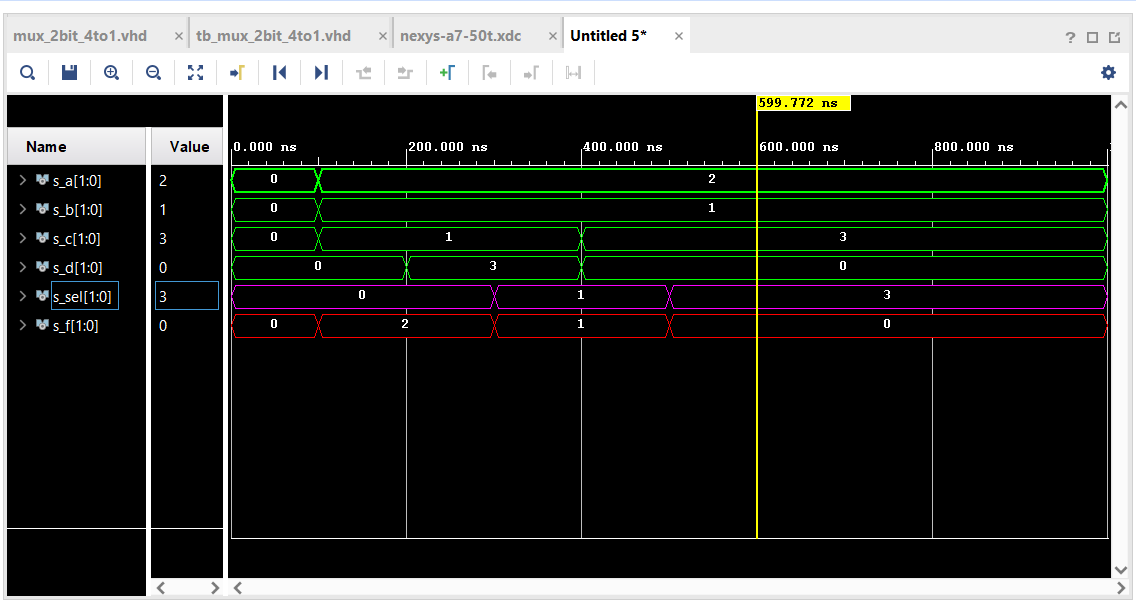 mux_2bit_4to1.vhd × tb_mux_2bit_4to1.vhd × nexys-a7-50t.xdc × Untitled 5* × ?
599.772 ns
Name Value 0.000 ns 200.000 ns 400.000 ns 600.000 ns 800.000 ns
s_a[1:0] 2 0 2
s_b[1:0] 1 0 1
s_c[1:0] 3 0 1 3
s_d[1:0] 0 0 3 0
s_sel[1:0] 3 0 1 3
s_f[1:0] 0 0 2 1 0